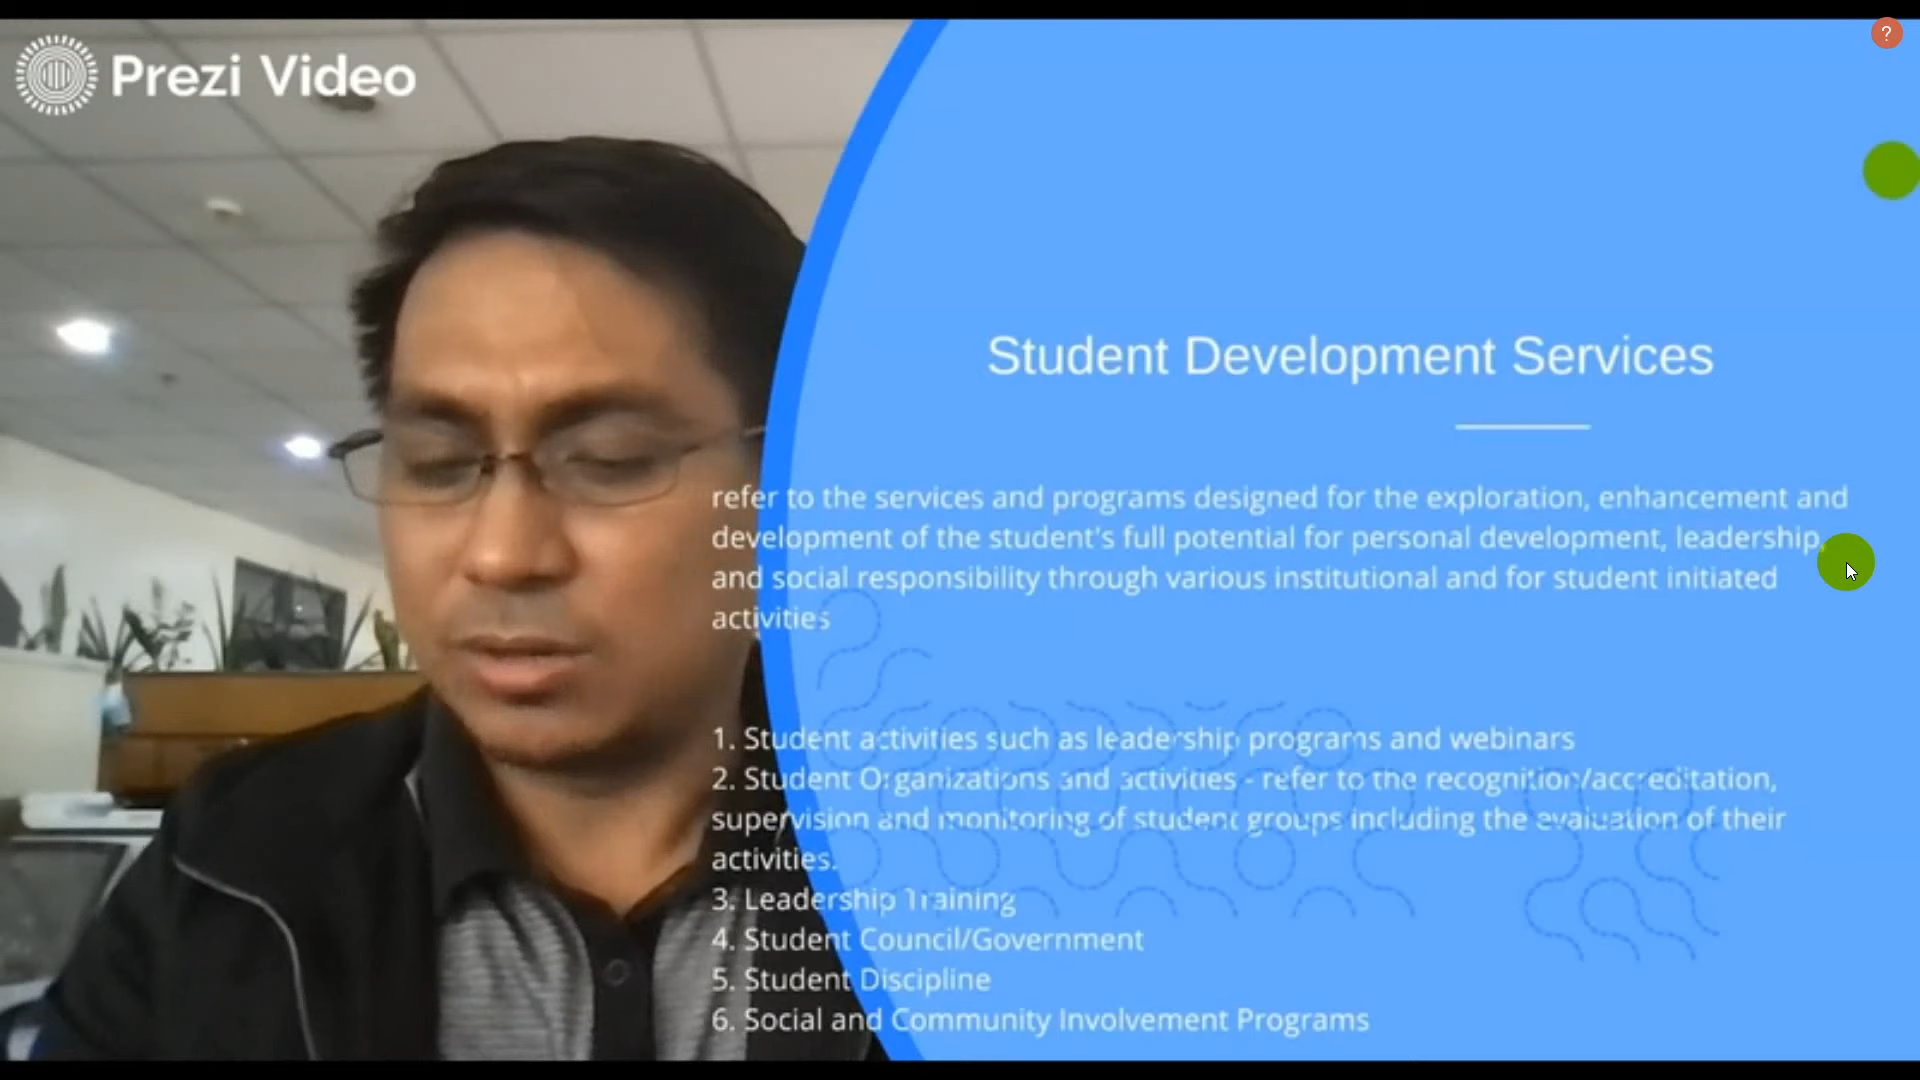 Prezi Video
?
Student Development Services
refer to the services and programs designed for the exploration, enhancement and
development of the student's full potential for personal development, leadership,
and social responsibility through various institutional and for student initiated
activities
1. Student activities such as leadership programs and webinars
2. Student Organizations and activities - refer to the recognition/accreditation,
supervision and monitoring of student groups including the evaluation of their
activities.
3. Leadership Training
4. Student Council/Government
5. Student Discipline
6. Social and Community Involvement Programs